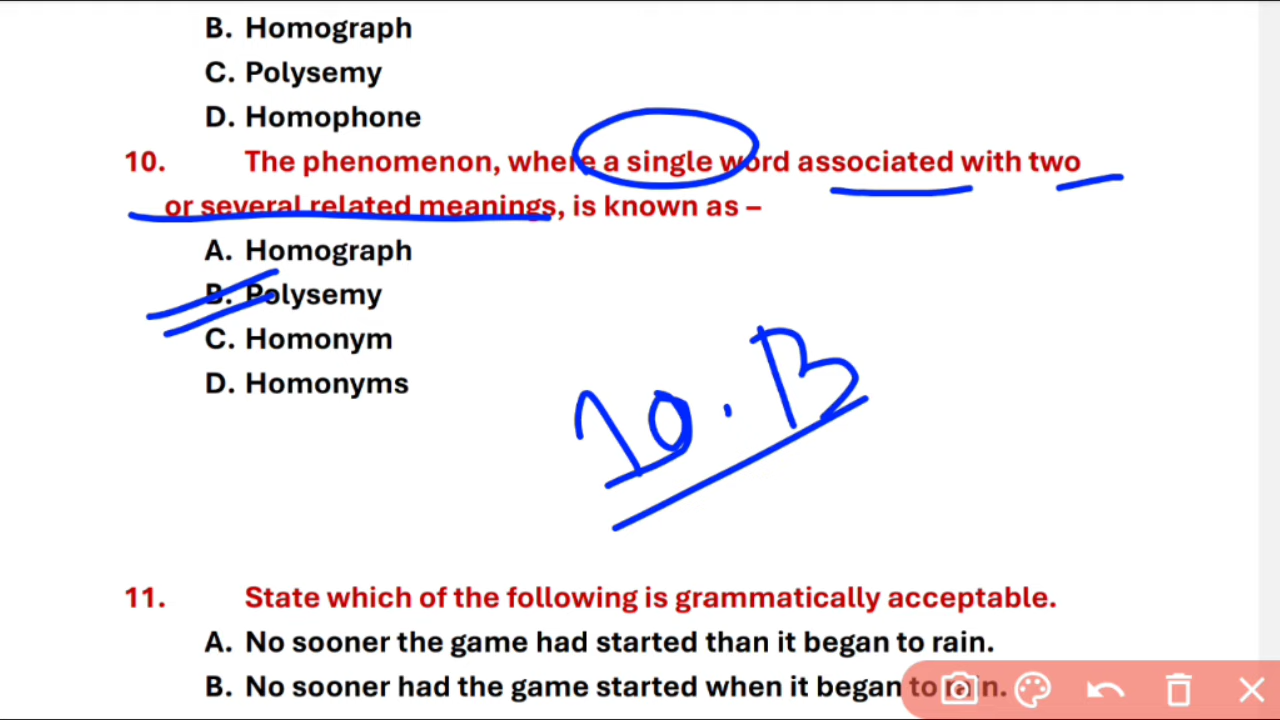 B. Homograph
C. Polysemy
D. Homophone
10. The phenomenon, where a single word associated with two
or several related meanings, is known as –
A. Homograph
B. Polysemy
C. Homonym
D. Homonyms
10. B
11. State which of the following is grammatically acceptable.
A. No sooner the game had started than it began to rain.
B. No sooner had the game started when it began to rain.